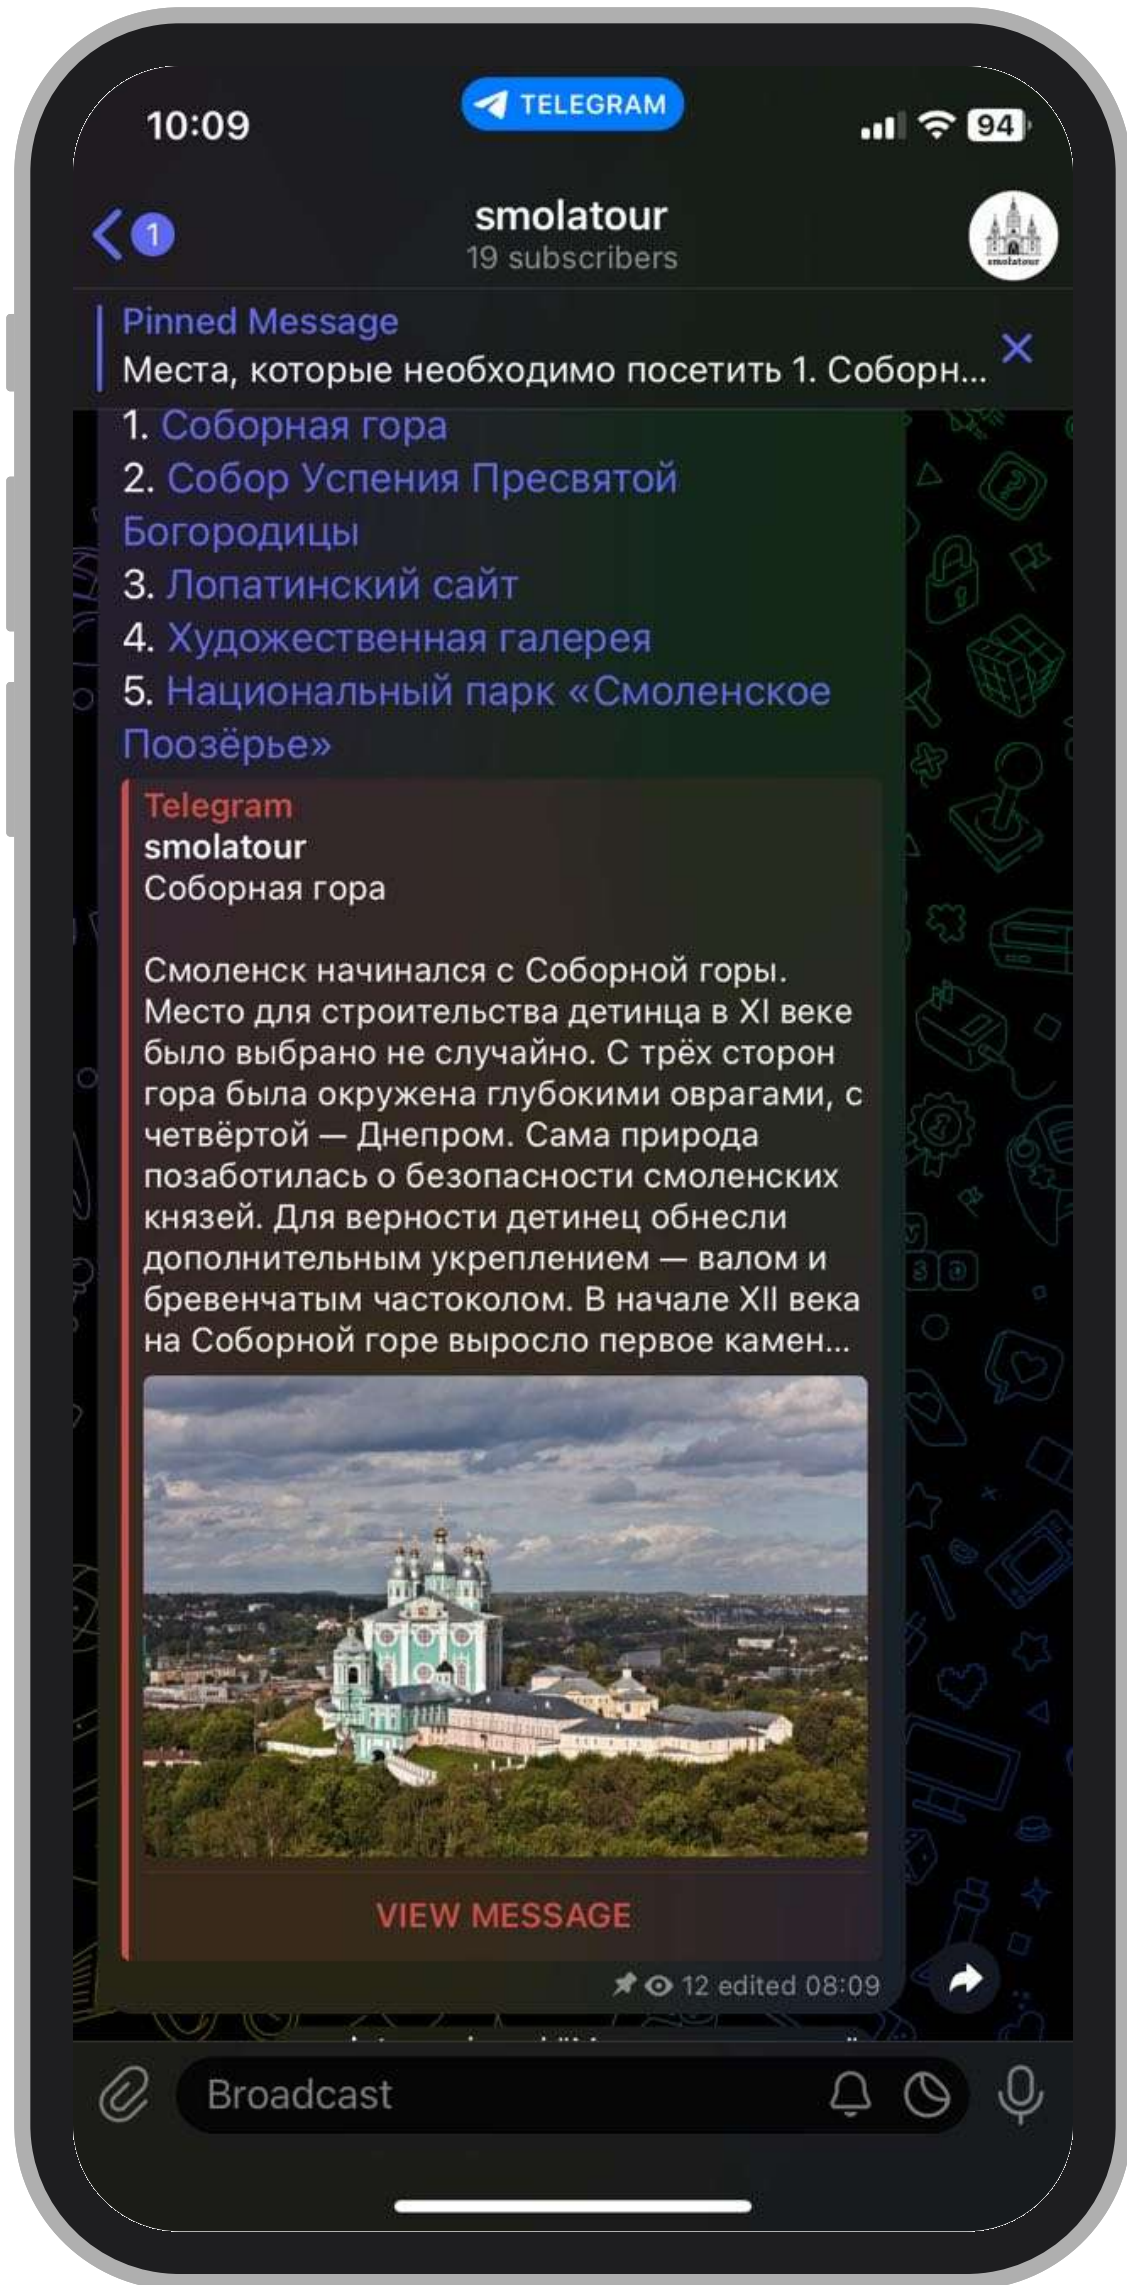 10:09
TELEGRAM
94
1
smolatour
19 subscribers
smolatour
Pinned Message
Места, которые необходимо посетить 1. Соборн...
1. Соборная гора
2. Собор Успения Пресвятой
Богородицы
3. Лопатинский сайт
4. Художественная галерея
5. Национальный парк «Смоленское
Поозёрье»
Telegram
smolatour
Соборная гора
Смоленск начинался с Соборной горы.
Место для строительства детинца в XI веке
было выбрано не случайно. С трёх сторон
гора была окружена глубокими оврагами, с
четвёртой — Днепром. Сама природа
позаботилась о безопасности смоленских
князей. Для верности детинец обнесли
дополнительным укреплением — валом и
бревенчатым частоколом. В начале XII века
на Соборной горе выросло первое камен...
VIEW MESSAGE
12 edited 08:09
Broadcast